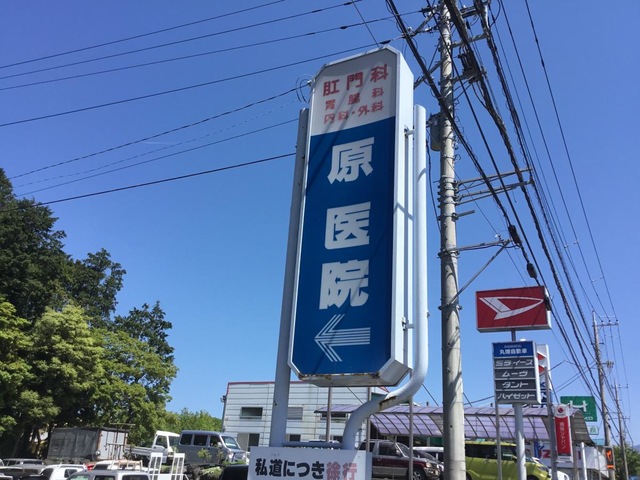 肛門科
胃腸科
内科・外科
原医院
私道につき徐行
丸輝自動車
ミライース
ムーヴ
タント
ハイゼット